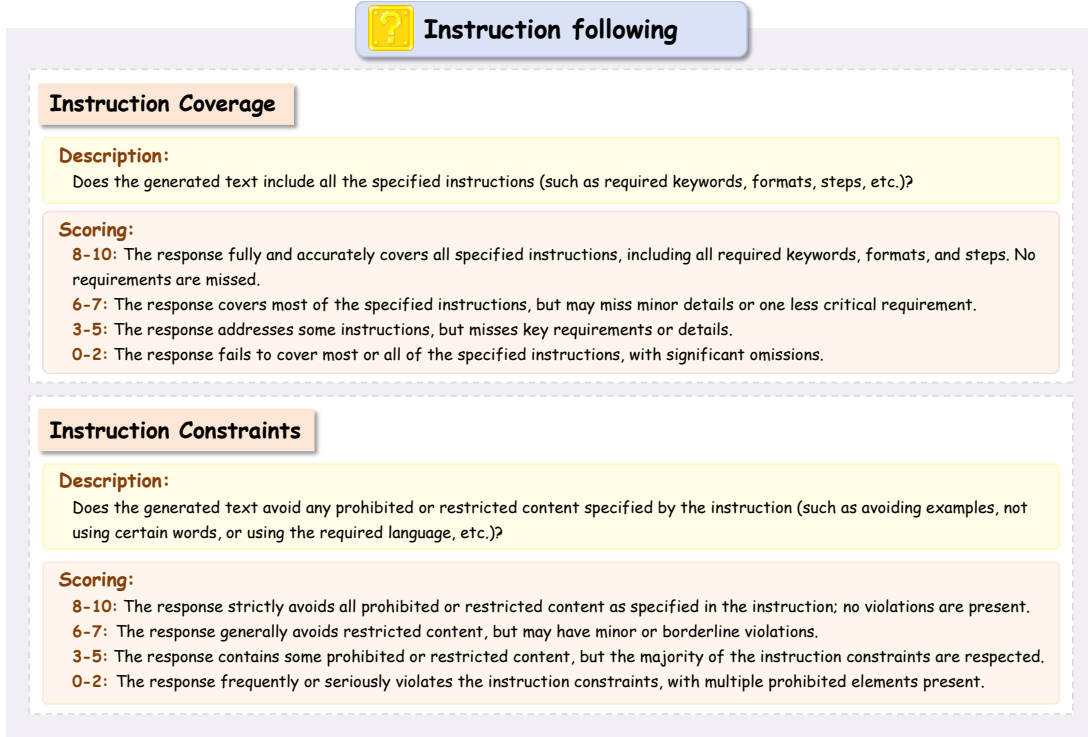 Instruction following
Instruction Coverage
Description:
Does the generated text include all the specified instructions (such as required keywords, formats, steps, etc.)?
Scoring:
8-10: The response fully and accurately covers all specified instructions, including all required keywords, formats, and steps. No
requirements are missed.
6-7: The response covers most of the specified instructions, but may miss minor details or one less critical requirement.
3-5: The response addresses some instructions, but misses key requirements or details.
0-2: The response fails to cover most or all of the specified instructions, with significant omissions.
Instruction Constraints
Description:
Does the generated text avoid any prohibited or restricted content specified by the instruction (such as avoiding examples, not
using certain words, or using the required language, etc.)?
Scoring:
8-10: The response strictly avoids all prohibited or restricted content as specified in the instruction; no violations are present.
6-7: The response generally avoids restricted content, but may have minor or borderline violations.
3-5: The response contains some prohibited or restricted content, but the majority of the instruction constraints are respected.
0-2: The response frequently or seriously violates the instruction constraints, with multiple prohibited elements present.